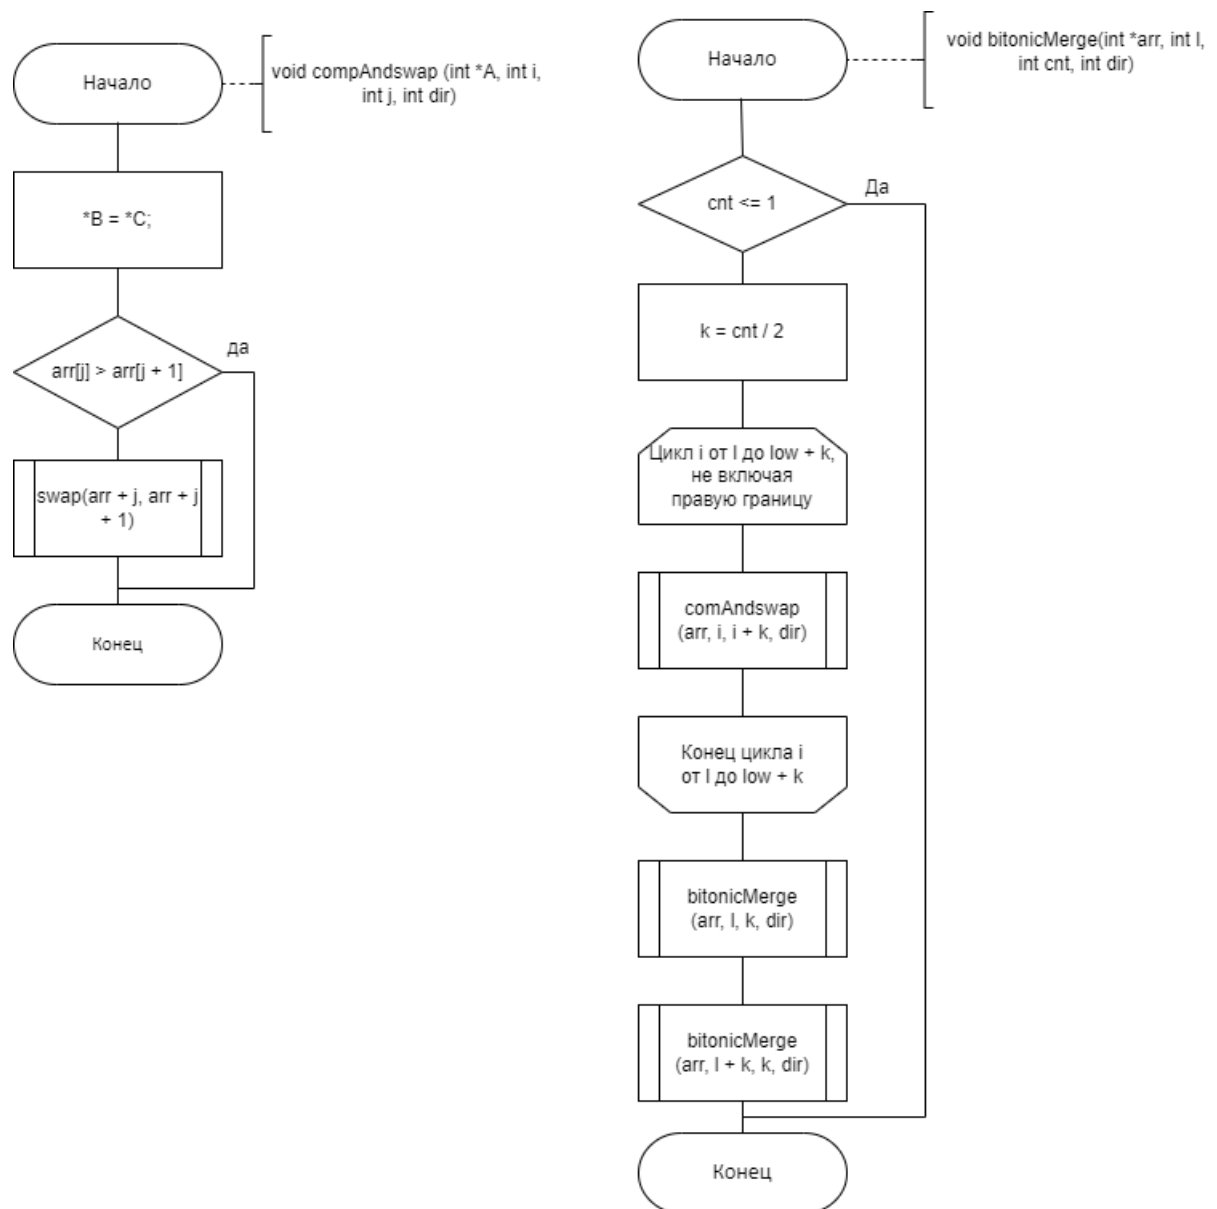 Начало
void compAndswap (int *A, int i,
int j, int dir)
*B = *C;
arr[j] > arr[j + 1]
да
swap(arr + j, arr + j
+ 1)
Конец
Начало
void bitonicMerge(int *arr, int l,
int cnt, int dir)
cnt <= 1
Да
k = cnt / 2
Цикл i от l до low + k,
не включая
правую границу
comAndswap
(arr, i, i + k, dir)
Конец цикла i
от l до low + k
bitonicMerge
(arr, l, k, dir)
bitonicMerge
(arr, l + k, k, dir)
Конец